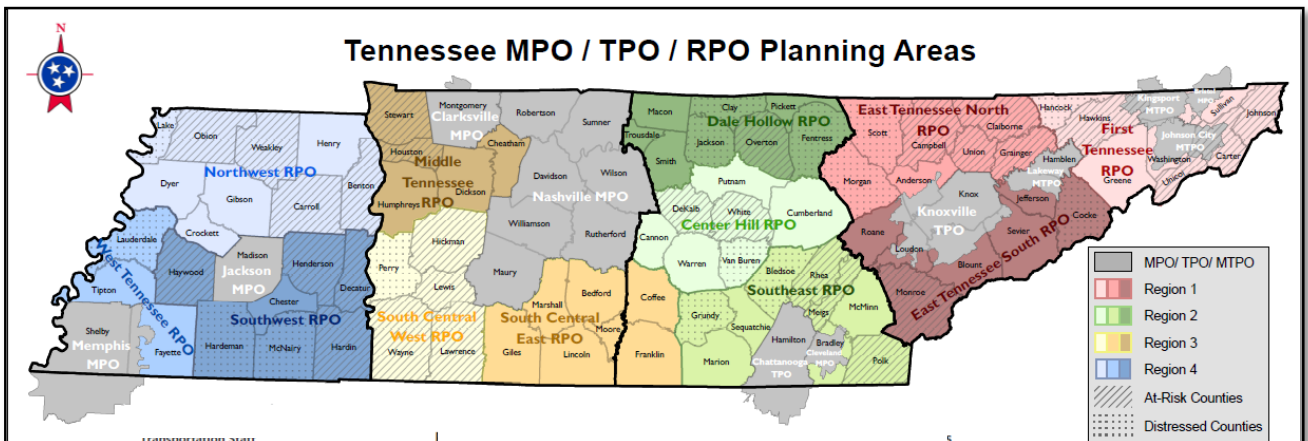 N
Tennessee MPO / TPO / RPO Planning Areas
Lake
Obion
Weakley
Henry
Northwest RPO
Dyer
Gibson
Carroll
Benton
Crockett
Lauderdale
West Tennessee RPO
Tipton
Haywood
Madison
Jackson
MPO
Henderson
Decatur
Chester
Southwest RPO
Shelby
Memphis
MPO
Fayette
Hardeman
McNairy
Hardin
Stewart
Montgomery
Clarksville
MPO
Robertson
Sumner
Houston
Middle
Tennessee
RPO
Cheatham
Dickson
Humphreys
Davidson
Wilson
Nashville MPO
Williamson
Rutherford
Hickman
Perry
Lewis
Maury
South Central
West RPO
Wayne
Lawrence
Marshall
Bedford
South Central
East RPO
Moore
Giles
Lincoln
Coffee
Franklin
Macon
Clay
Pickett
Dale Hollow RPO
Trousdale
Jackson
Overton
Fentress
Smith
Putnam
DeKalb
White
Cumberland
Center Hill RPO
Cannon
Warren
Van Buren
Bledsoe
Rhea
Southeast RPO
McMinn
Meigs
Grundy
Sequatchie
Hamilton
Bradley
Cleveland
MPO
Marion
Chattanooga
TPO
Polk
East Tennessee North
RPO
Scott
Campbell
Claiborne
Union
Grainger
Morgan
Anderson
Hancock
Hawkins
Kingsport
MTPO
Bristol
MPO
Sullivan
Johnson
First
Tennessee
RPO
Johnson City
MTPO
Washington
Carter
Unicoi
Greene
Hamblen
Lakeway
MTPO
Knox
Knoxville
TPO
Jefferson
Cocke
Sevier
Roane
Loudon
Blount
Monroe
East Tennessee South RPO
MPO/ TPO/ MTPO
Region 1
Region 2
Region 3
Region 4
At-Risk Counties
Distressed Counties